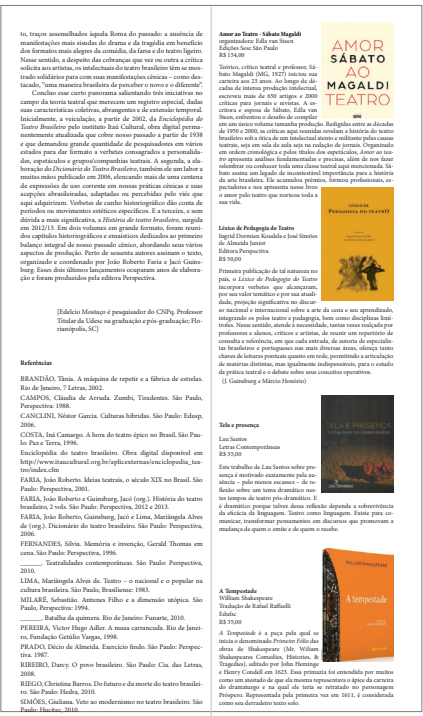 to, traços assemelhados àquela Roma do passado: a ausência de
manifestações mais sisudas do drama e da tragédia em benefício
dos formatos mais alegres da comédia, da farsa e do teatro ligeiro.
Nesse sentido, a despeito das cobranças que vez ou outra a crítica
solicita aos artistas, os intelectuais do teatro brasileiro têm se mos-
trado solidários para com suas manifestações cênicas – como des-
tacado, "uma maneira brasileira de perceber o novo e o diferente".
Concluo esse curto panorama salientando três iniciativas no
campo da teoria teatral que merecem um registro especial, dadas
suas características coletivas, abrangentes e de extensão temporal.
Inicialmente, a veiculação, a partir de 2002, da Enciclopédia do
Teatro Brasileiro pelo instituto Itaú Cultural, obra digital perma-
nentemente atualizada que cobre nosso passado a partir de 1938
e que demandou grande quantidade de pesquisadores em vários
estados para dar formato a verbetes consagrados a personalida-
des, espetáculos e grupos/companhias teatrais. A segunda, a ela-
boração do Dicionário do Teatro Brasileiro, também ele um labor a
muitas mãos publicado em 2006, elencando mais de uma centena
de expressões de uso corrente em nossas práticas cênicas e suas
acepções abrasileiradas, adaptadas ou percebidas pelo viés que
aqui adquiriram. Verbetes de cunho historiográfico dão conta de
períodos ou movimentos estéticos específicos. E a terceira, e sem
dúvida a mais significativa, a História do teatro brasileiro, surgida
em 2012/13. Em dois volumes em grande formato, foram reuni-
dos capítulos historiográficos e ensaísticos dedicados ao primeiro
balanço integral de nosso passado cênico, abordando seus vários
aspectos de produção. Perto de sessenta autores assinam o texto,
organizado e coordenado por João Roberto Faria e Jacó Guins-
burg. Esses dois últimos lançamentos ocuparam anos de elabora-
ção e foram produzidos pela editora Perspectiva.
[Edelcio Mostaço é pesquisador do CNPq. Professor
Titular da Udesc na graduação e pós-graduação; Flo-
rianópolis, SC]
Referências
BRANDÃO, Tânia. A máquina de repetir e a fábrica de estrelas.
Rio de Janeiro, 7 Letras, 2002.
CAMPOS, Cláudia de Arruda. Zumbi, Tiradentes. São Paulo,
Perspectiva: 1988.
CANCLINI, Néstor Garcia. Culturas híbridas. São Paulo: Edusp,
2006.
COSTA, Iná Camargo. A hora do teatro épico no Brasil. São Pau-
lo: Paz e Terra, 1996.
Enciclopédia do teatro brasileiro. Obra digital disponível em
http://www.itaucultural.org.br/aplicexternas/enciclopedia_tea-
tro/index.cfm
FARIA, João Roberto. Ideias teatrais, o século XIX no Brasil. São
Paulo: Perspectiva, 2001.
FARIA, João Roberto e Guinsburg, Jacó (org.). História do teatro
brasileiro, 2 vols. São Paulo: Perspectiva, 2012 e 2013.
FARIA, João Roberto, Guinsburg, Jacó e Lima, Mariângela Alves
de (org.). Dicionário do teatro brasileiro. São Paulo: Perspectiva,
2006.
FERNANDES, Silvia. Memória e invenção, Gerald Thomas em
cena. São Paulo: Perspectiva, 1996.
______. Teatralidades contemporâneas. São Paulo: Perspectiva,
2010.
LIMA, Mariângela Alves de. Teatro – o nacional e o popular na
cultura brasileira. São Paulo, Brasiliense: 1983.
MILARÉ, Sebastião. Antunes Filho e a dimensão utópica. São
Paulo, Perspectiva: 1994.
______. Batalha da quimera. Rio de Janeiro: Funarte, 2010.
PEREIRA, Victor Hugo Adler. A musa carrancuda. Rio de Janei-
ro, Fundação Getúlio Vargas, 1998.
PRADO, Décio de Almeida. Exercício findo. São Paulo: Perspec-
tiva. 1987.
RIBEIRO, Darcy. O povo brasileiro. São Paulo: Cia. das Letras,
2008.
RIEGO, Christina Barros. Do futuro e da morte do teatro brasilei-
ro. São Paulo: Hedra, 2010.
SIMÕES, Giuliana. Veto ao modernismo no teatro brasileiro. São
Paulo: Hucitec, 2010.
Amor ao Teatro - Sábato Magaldi
organizadora: Edla van Steen
Edições Sesc São Paulo
R$ 154,00
Teórico, crítico teatral e professor, Sá-
bato Magaldi (MG, 1927) iniciou sua
carreira aos 23 anos. Ao longo de dé-
cadas de intensa produção intelectual,
escreveu mais de 650 artigos e 2000
críticas para jornais e revistas. A es-
critora e esposa de Sábato, Edla van
Steen, enfrentou o desafio de compilar
em um único volume tamanha produção. Redigidas entre as décadas
de 1950 e 2000, as críticas aqui reunidas revelam a história do teatro
brasileiro sob a ótica de um intelectual atento e militante pelas causas
teatrais, seja em sala de aula seja na redação de jornais. Organizado
em ordem cronológica e pelos títulos dos espetáculos, Amor ao tea-
tro apresenta análises fundamentadas e precisas, além de nos fazer
relembrar ou conhecer toda uma classe teatral aqui mencionada. Sá-
bato assim um legado de incontestável importância para a história
da arte brasileira. Ele acumulou prêmios, formou profissionais, es-
pectadores e nos apresenta nesse livro
o amor pelo teatro que norteou toda a
sua vida.
AMOR
SÁBATO
AO
MAGALDI
TEATRO
Léxico de Pedagogia do Teatro
Ingrid Dormien Koudela e José Simões
de Almeida Junior
Editora Perspectiva
R$ 50,00
Primeira publicação de tal natureza no
país, o Léxico de Pedagogia do Teatro
incorpora verbetes que alcançaram,
por seu valor temático e por sua atuali-
dade, projeção significativa no discur-
so nacional e internacional sobre a arte da cena e seu aprendizado,
integrando os polos teatro e pedagogia, bem como disciplinas limí-
trofes. Nesse sentido, atende à necessidade, tantas vezes realçada por
professores e alunos, críticos e artistas, de reunir um repertório de
consulta e referência, em que cada entrada, de autoria de especialis-
tas brasileiros e portugueses nas mais diversas áreas, ofereça tanto
chaves de leituras pontuais quanto em rede, permitindo a articulação
de matérias distintas, mas igualmente indispensáveis, para o estudo
da prática teatral e o debate sobre seus conceitos operativos.
(J. Guinsburg e Márcio Honório)
LÉXICO DE
PEDAGOGIA DO TEATRO
Tela e presença
Lau Santos
Letras Contemporâneas
R$ 35,00
Este trabalho de Lau Santos sobre pre-
sença é motivado exatamente pela au-
sência – pelo menos escassez – de re-
flexão sobre um tema dramático nes-
tes tempos de teatro pós-dramático. E
é dramático porque talvez dessa reflexão dependa a sobrevivência
da eficácia da linguagem. Teatro como linguagem. Existe para co-
municar, transformar pensamentos em discursos que promovam a
mudança de quem o emite e de quem o recebe.
TELA E PRESENÇA
A Tempestade
William Shakespeare
Tradução de Rafael Raffaelli
Edufsc
R$ 35,00
A Tempestade é a peça pela qual se
inicia o denominado Primeiro Fólio das
obras de Shakespeare (Mr. William
Shakespeares Comedies, Histories, &
Tragedies), editado por John Heminge
e Henry Condell em 1623. Essa primazia foi entendida por muitos
como um atestado de que ela mesma representava o ápice da carreira
do dramaturgo e na qual ele teria se retratado no personagem
Próspero. Representada pela primeira vez em 1611, é considerada
como seu derradeiro texto solo.
WILLIAM SHAKESPEARE
A tempestade